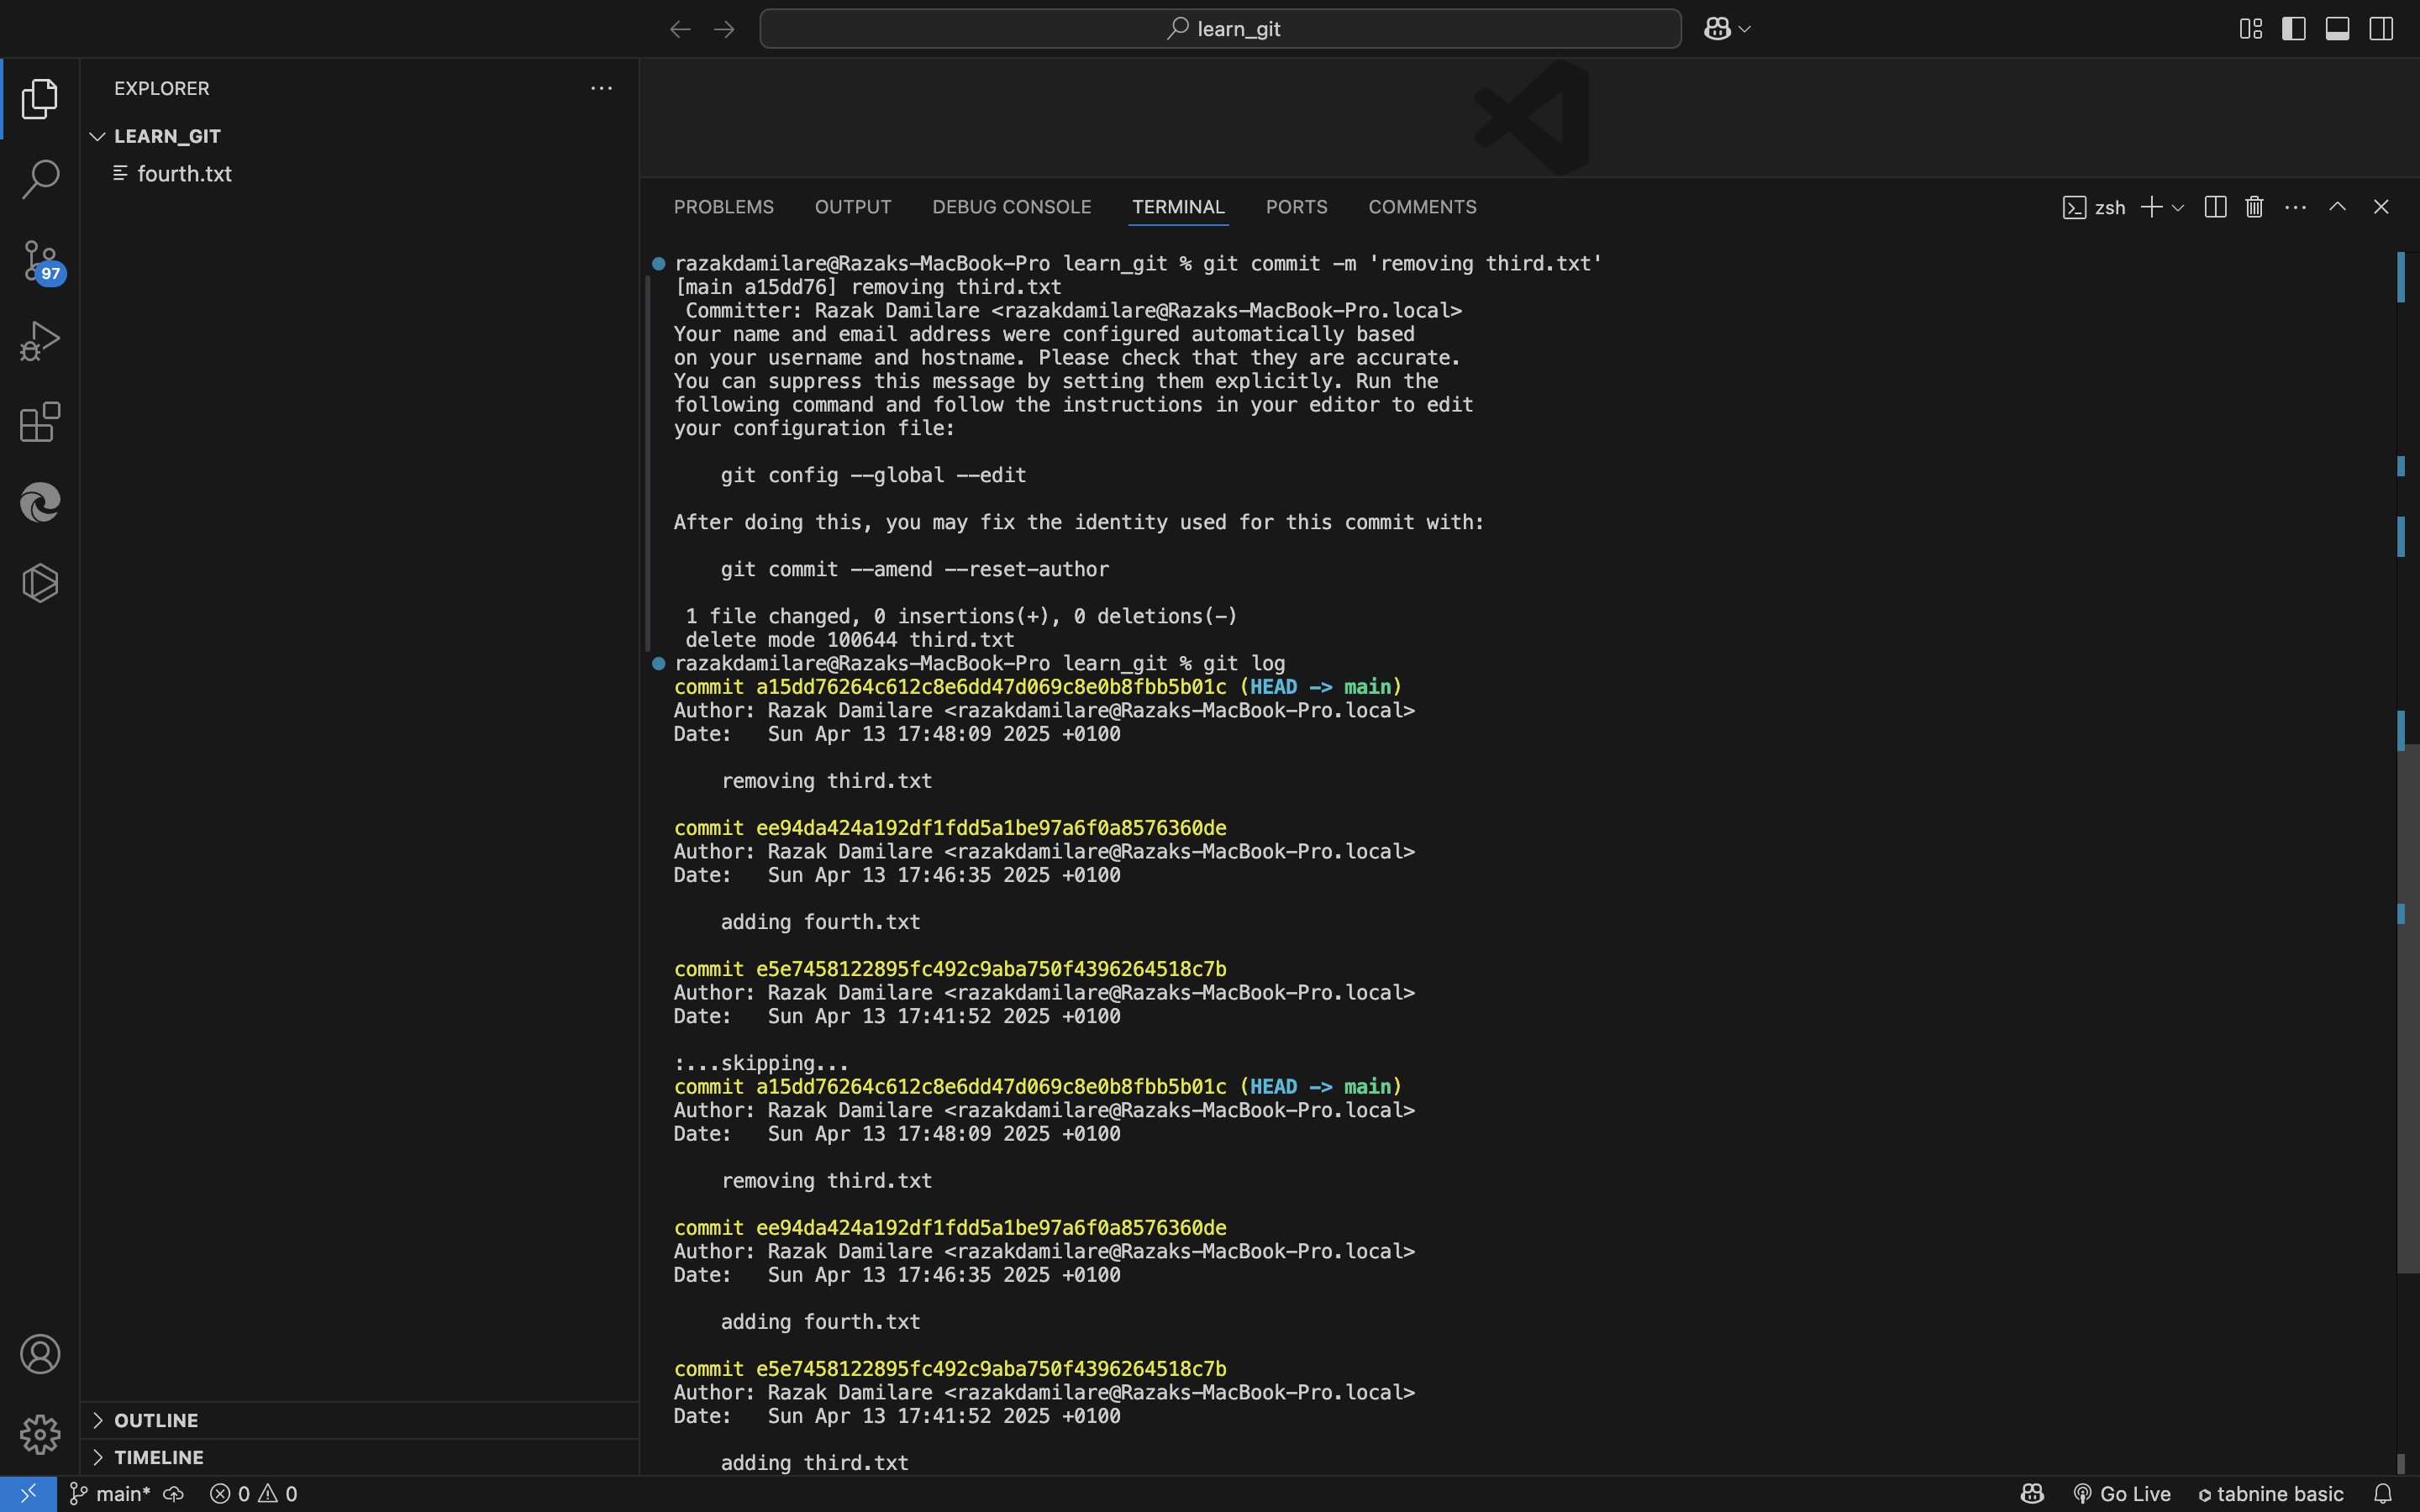 learn_git
EXPLORER
LEARN_GIT
fourth.txt
97
OUTLINE
TIMELINE
PROBLEMS OUTPUT DEBUG CONSOLE TERMINAL PORTS COMMENTS
zsh
razakdamilare@Razaks-MacBook-Pro learn_git % git commit -m 'removing third.txt'
[main a15dd76] removing third.txt
Committer: Razak Damilare <razakdamilare@Razaks-MacBook-Pro.local>
Your name and email address were configured automatically based
on your username and hostname. Please check that they are accurate.
You can suppress this message by setting them explicitly. Run the
following command and follow the instructions in your editor to edit
your configuration file:
git config --global --edit
After doing this, you may fix the identity used for this commit with:
git commit --amend --reset-author
1 file changed, 0 insertions(+), 0 deletions(-)
delete mode 100644 third.txt
razakdamilare@Razaks-MacBook-Pro learn_git % git log
commit a15dd76264c612c8e6dd47d069c8e0b8fbb5b01c (HEAD -> main)
Author: Razak Damilare <razakdamilare@Razaks-MacBook-Pro.local>
Date:   Sun Apr 13 17:48:09 2025 +0100
removing third.txt
commit ee94da424a192df1fdd5a1be97a6f0a8576360de
Author: Razak Damilare <razakdamilare@Razaks-MacBook-Pro.local>
Date:   Sun Apr 13 17:46:35 2025 +0100
adding fourth.txt
commit e5e7458122895fc492c9aba750f4396264518c7b
Author: Razak Damilare <razakdamilare@Razaks-MacBook-Pro.local>
Date:   Sun Apr 13 17:41:52 2025 +0100
:...skipping...
commit a15dd76264c612c8e6dd47d069c8e0b8fbb5b01c (HEAD -> main)
Author: Razak Damilare <razakdamilare@Razaks-MacBook-Pro.local>
Date:   Sun Apr 13 17:48:09 2025 +0100
removing third.txt
commit ee94da424a192df1fdd5a1be97a6f0a8576360de
Author: Razak Damilare <razakdamilare@Razaks-MacBook-Pro.local>
Date:   Sun Apr 13 17:46:35 2025 +0100
adding fourth.txt
commit e5e7458122895fc492c9aba750f4396264518c7b
Author: Razak Damilare <razakdamilare@Razaks-MacBook-Pro.local>
Date:   Sun Apr 13 17:41:52 2025 +0100
adding third.txt
main* 0 0 Go Live tabnine basic